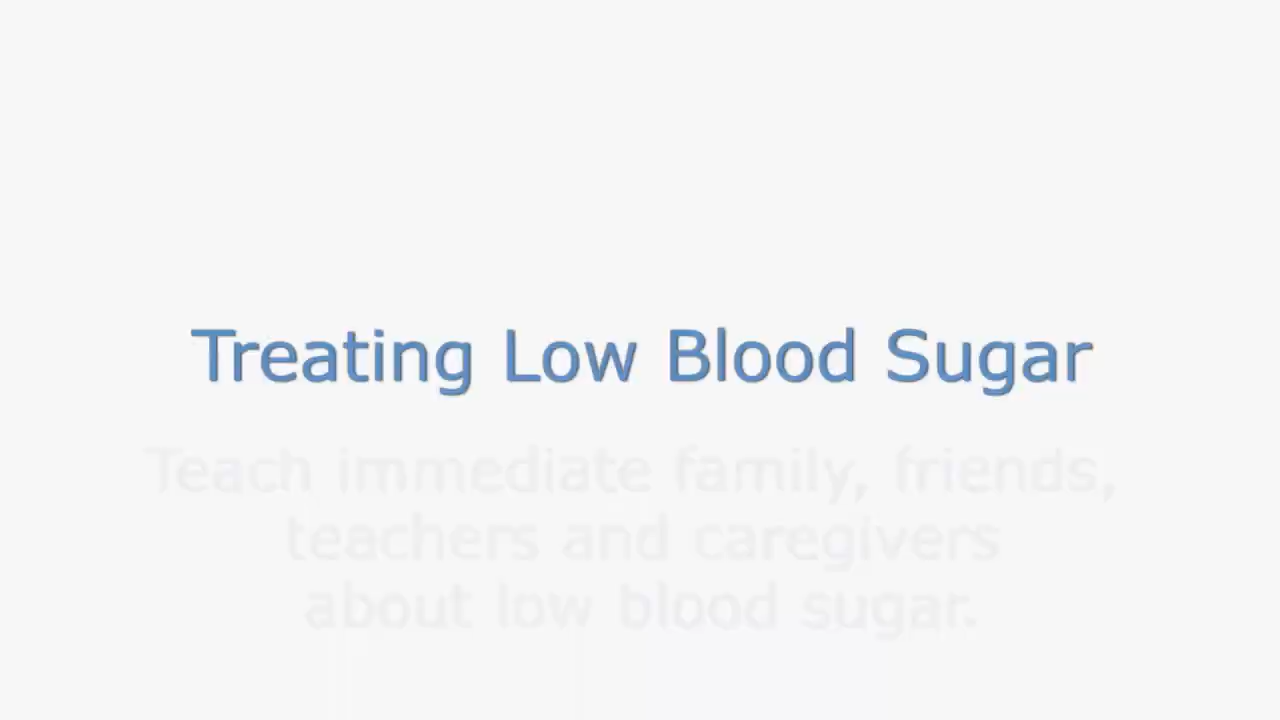 Treating Low Blood Sugar
Teach immediate family, friends,
teachers and caregivers
about low blood sugar.